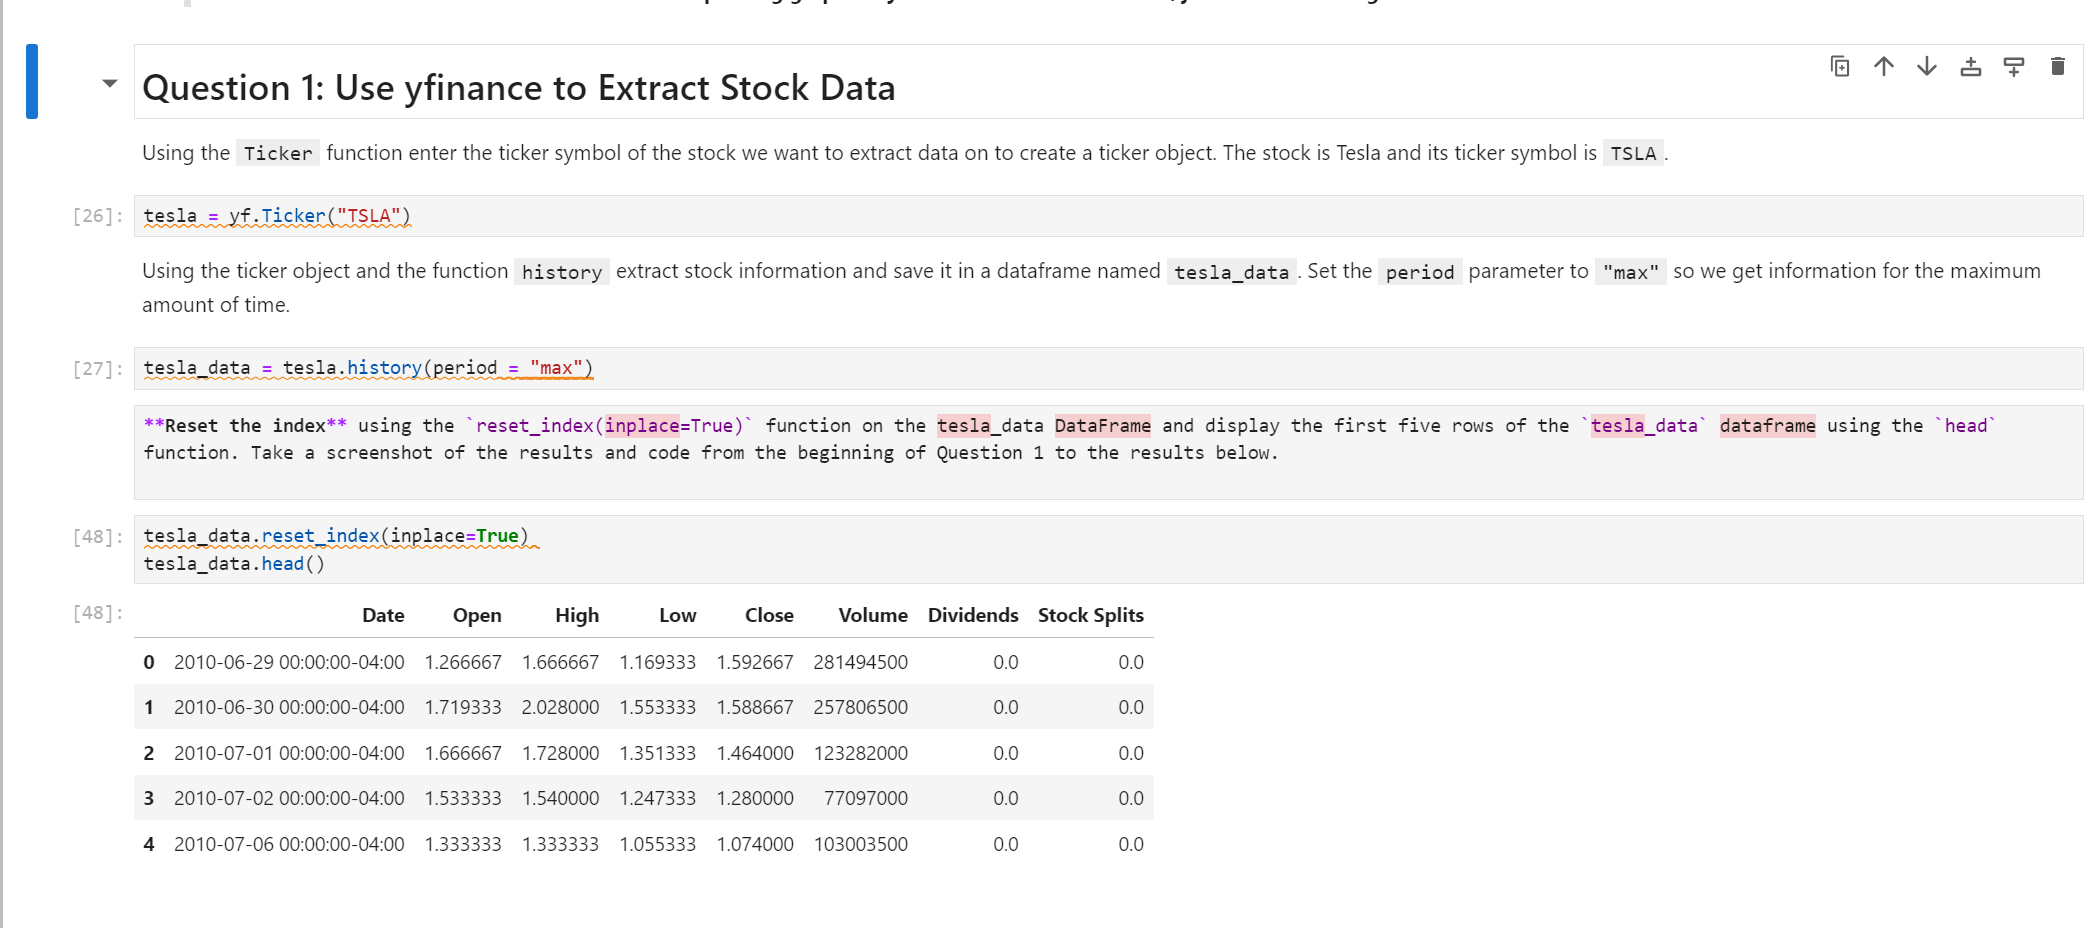 Question 1: Use yfinance to Extract Stock Data
Using the Ticker function enter the ticker symbol of the stock we want to extract data on to create a ticker object. The stock is Tesla and its ticker symbol is TSLA .
[26]: tesla = yf.Ticker("TSLA")
Using the ticker object and the function history extract stock information and save it in a dataframe named tesla_data . Set the period parameter to "max" so we get information for the maximum
amount of time.
[27]: tesla_data = tesla.history(period = "max")
**Reset the index** using the `reset_index(inplace=True)` function on the tesla_data DataFrame and display the first five rows of the `tesla_data` dataframe using the `head`
function. Take a screenshot of the results and code from the beginning of Question 1 to the results below.
[48]: tesla_data.reset_index(inplace=True)
tesla_data.head()
[48]: Date Open High Low Close Volume Dividends Stock Splits
0 2010-06-29 00:00:00-04:00 1.266667 1.666667 1.169333 1.592667 281494500 0.0 0.0
1 2010-06-30 00:00:00-04:00 1.719333 2.028000 1.553333 1.588667 257806500 0.0 0.0
2 2010-07-01 00:00:00-04:00 1.666667 1.728000 1.351333 1.464000 123282000 0.0 0.0
3 2010-07-02 00:00:00-04:00 1.533333 1.540000 1.247333 1.280000 77097000 0.0 0.0
4 2010-07-06 00:00:00-04:00 1.333333 1.333333 1.055333 1.074000 103003500 0.0 0.0